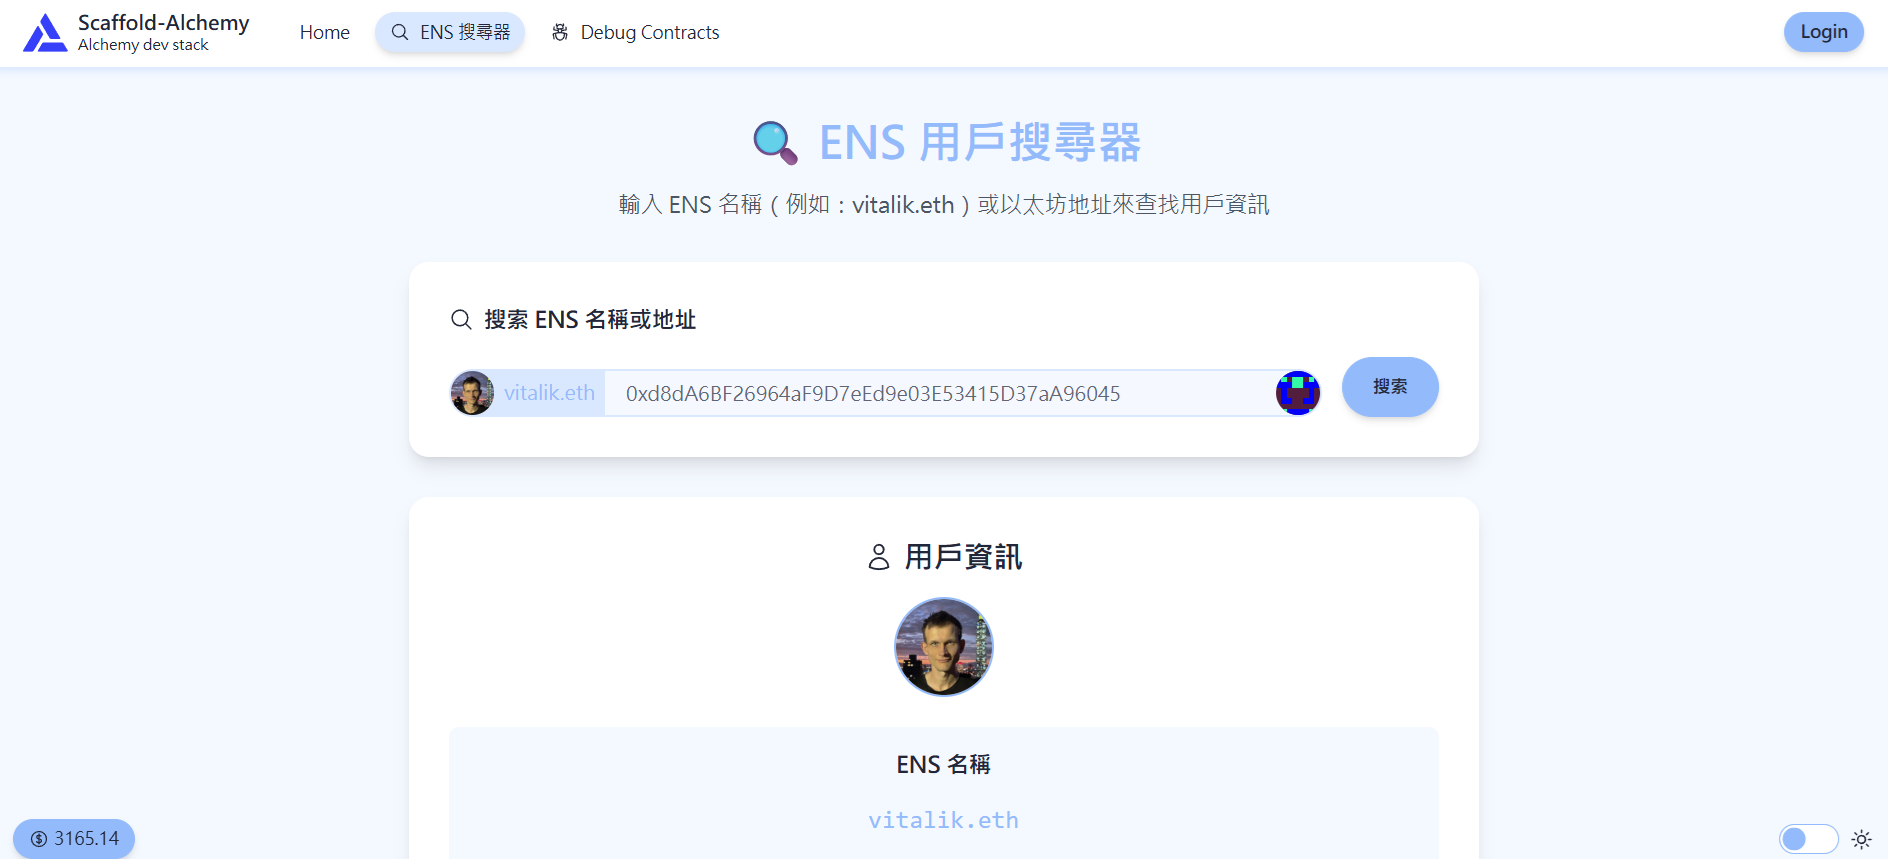 Scaffold-Alchemy
Alchemy dev stack
Home
ENS 搜尋器
Debug Contracts
Login
ENS 用戶搜尋器
輸入 ENS 名稱（例如：vitalik.eth）或以太坊地址來查找用戶資訊
搜索 ENS 名稱或地址
vitalik.eth
0xd8dA6BF26964aF9D7eEd9e03E53415D37aA96045
搜索
用戶資訊
ENS 名稱
vitalik.eth
3165.14